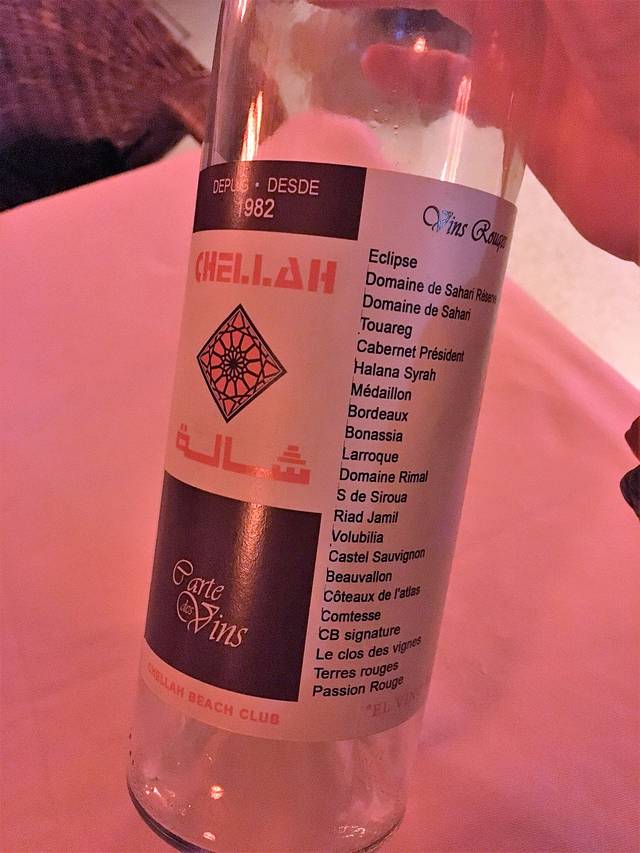 DEPUIS • DESDE
1982
CHELLAH
شالة
Carte
des
Vins
CHELLAH BEACH CLUB
Vins Rouges
Eclipse
Domaine de Sahari Réserve
Domaine de Sahari
Touareg
Cabernet Président
Halana Syrah
Médaillon
Bordeaux
Bonassia
Larroque
Domaine Rimal
S de Siroua
Riad Jamil
Volubilia
Castel Sauvignon
Beauvallon
Côteaux de l'atlas
Comtesse
CB signature
Le clos des vignes
Terres rouges
Passion Rouge